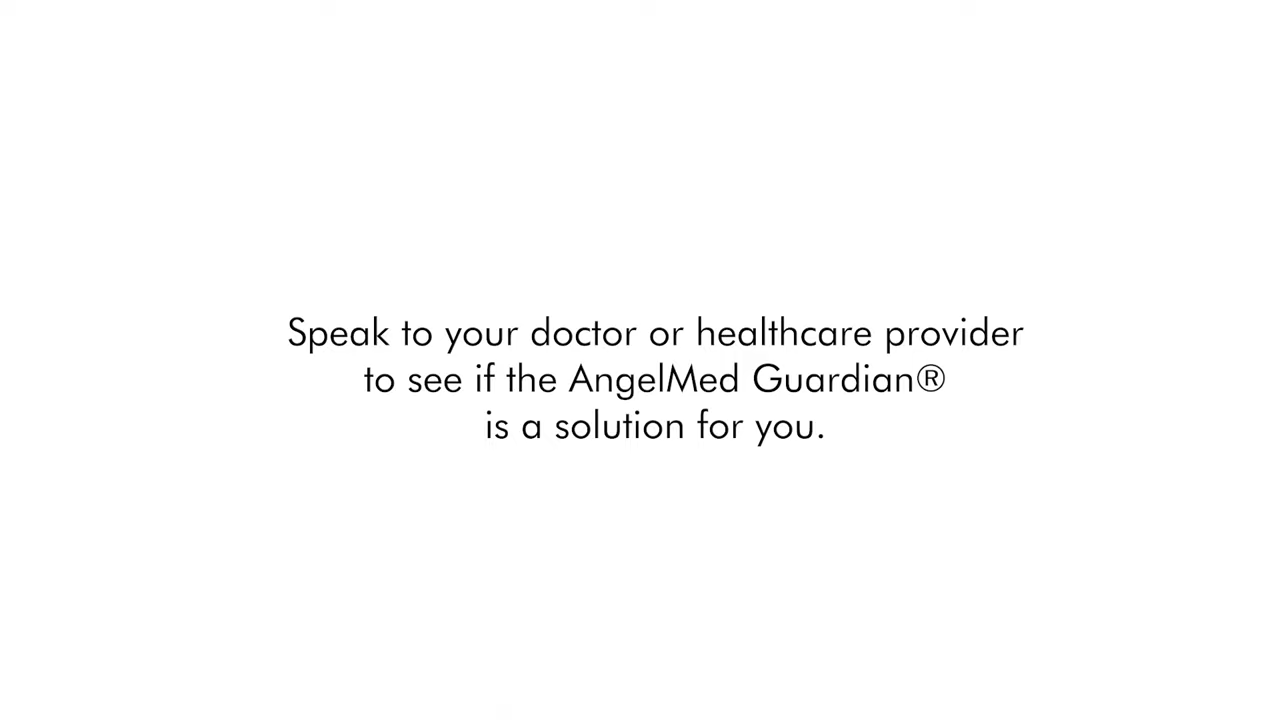 Speak to your doctor or healthcare provider
to see if the AngelMed Guardian®
is a solution for you.